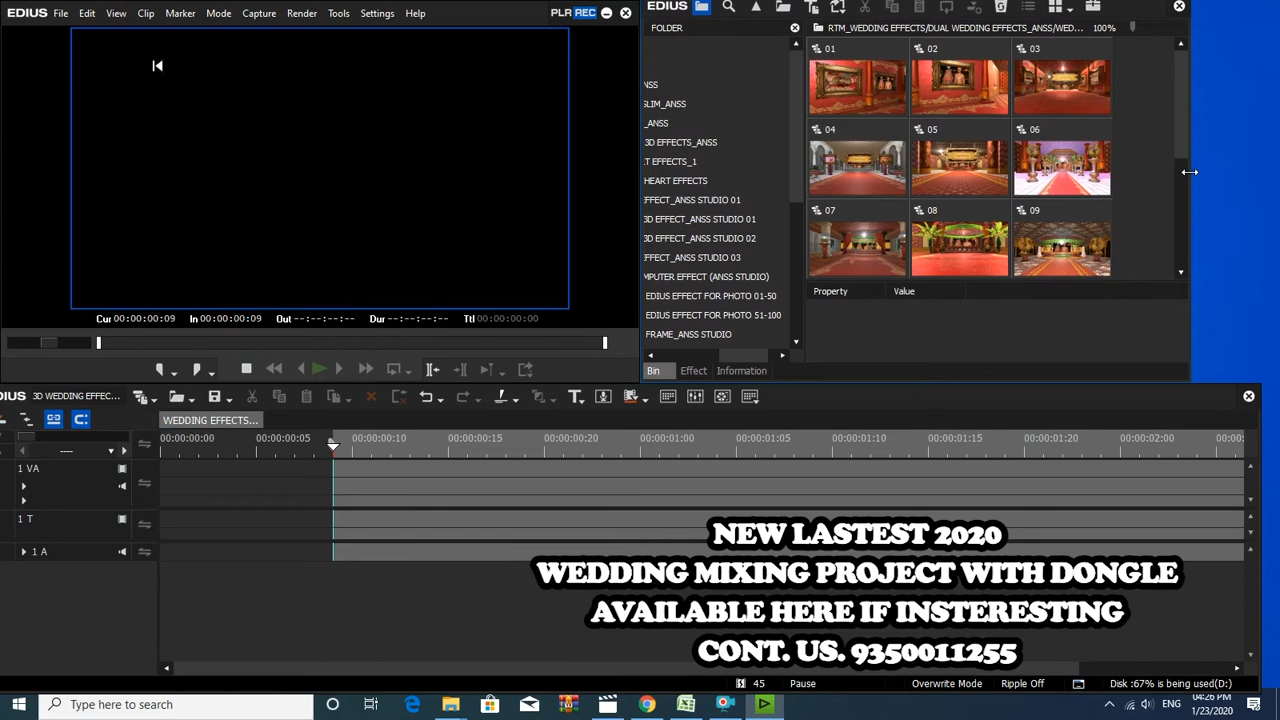 EDIUS File Edit View Clip Marker Mode Capture Render Tools Settings Help PLR REC
EDIUS
FOLDER
RTM_WEDDING EFFECTS/DUAL WEDDING EFFECTS_ANSS/WED... 100%
NSS
SLIM_ANSS
_ANSS
3D EFFECTS_ANSS
T EFFECTS_1
HEART EFFECTS
EFFECT_ANSS STUDIO 01
3D EFFECT_ANSS STUDIO 01
3D EFFECT_ANSS STUDIO 02
3D EFFECT_ANSS STUDIO 03
MPUTER EFFECT (ANSS STUDIO)
EDIUS EFFECT FOR PHOTO 01-50
EDIUS EFFECT FOR PHOTO 51-100
FRAME_ANSS STUDIO
01 02 03
04 05 06
07 08 09
Property Value
Bin Effect Information
Cur 00:00:00:09 In 00:00:00:09 Out --:--:--:-- Dur --:--:--:-- Ttl 00:00:00:00
DIUS 3D WEDDING EFFEC...
WEDDING EFFECTS...
00:00:00:00 00:00:00:05 00:00:00:10 00:00:00:15 00:00:00:20 00:00:01:00 00:00:01:05 00:00:01:10 00:00:01:15 00:00:01:20 00:00:02:00 00:00:
----
1 VA
1 T
1 A
NEW LASTEST 2020
WEDDING MIXING PROJECT WITH DONGLE
AVAILABLE HERE IF INSTERESTING
CONT. US. 9350011255
45 Pause Overwrite Mode Ripple Off Disk :67% is being used(D:)
Type here to search
ENG
04:26 PM
1/23/2020